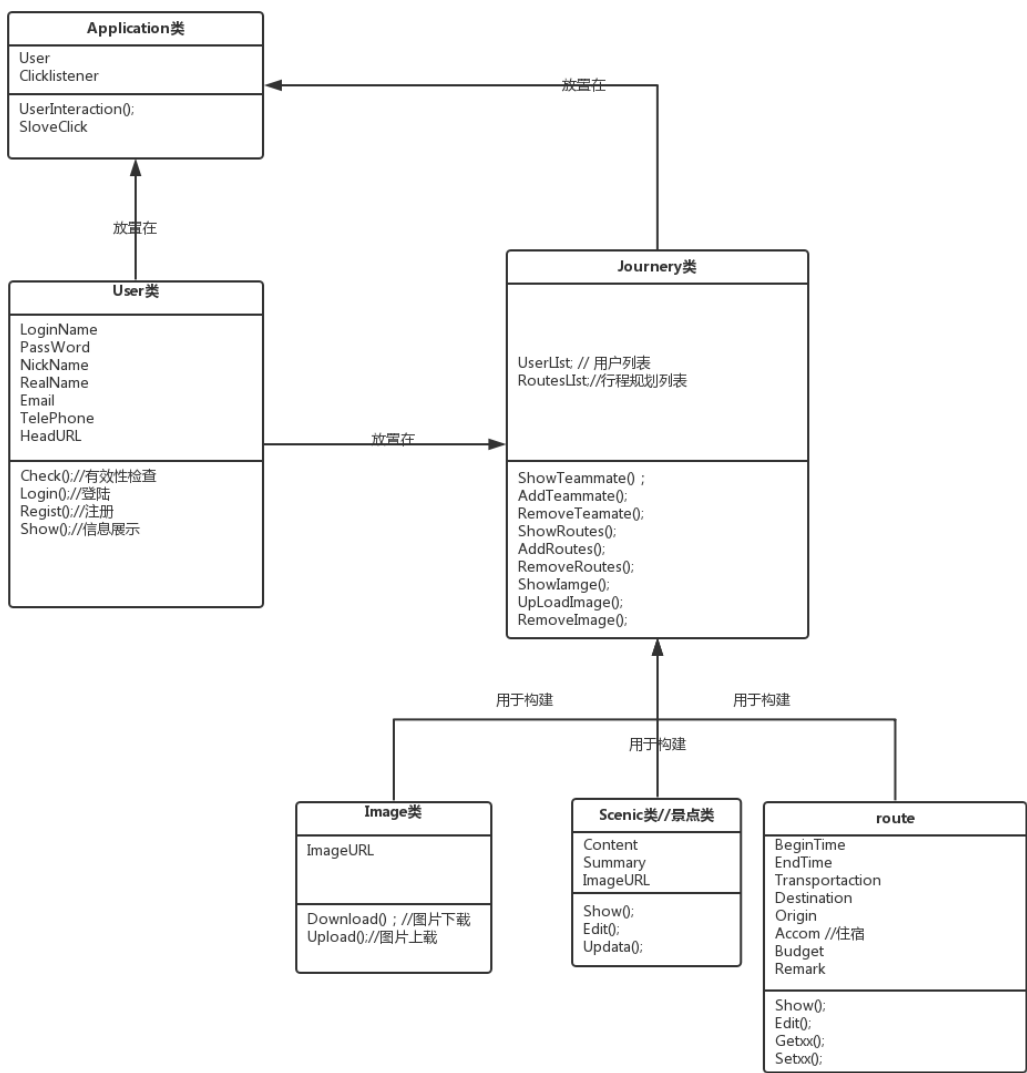 Application类
User
Clicklistener
UserInteraction();
SloveClick
放置在
放置在
User类
LoginName
PassWord
NickName
RealName
Email
TelePhone
HeadURL
Check();//有效性检查
Login();//登陆
Regist();//注册
Show();//信息展示
放置在
Journery类
UserLIst; // 用户列表
RoutesLIst;//行程规划列表
ShowTeammate() ;
AddTeammate();
RemoveTeamate();
ShowRoutes();
AddRoutes();
RemoveRoutes();
ShowIamge();
UpLoadImage();
RemoveImage();
用于构建
用于构建
用于构建
Image类
ImageURL
Download() ; //图片下载
Upload();//图片上载
Scenic类//景点类
Content
Summary
ImageURL
Show();
Edit();
Updata();
route
BeginTime
EndTime
Transportaction
Destination
Origin
Accom //住宿
Budget
Remark
Show();
Edit();
Getxx();
Setxx();